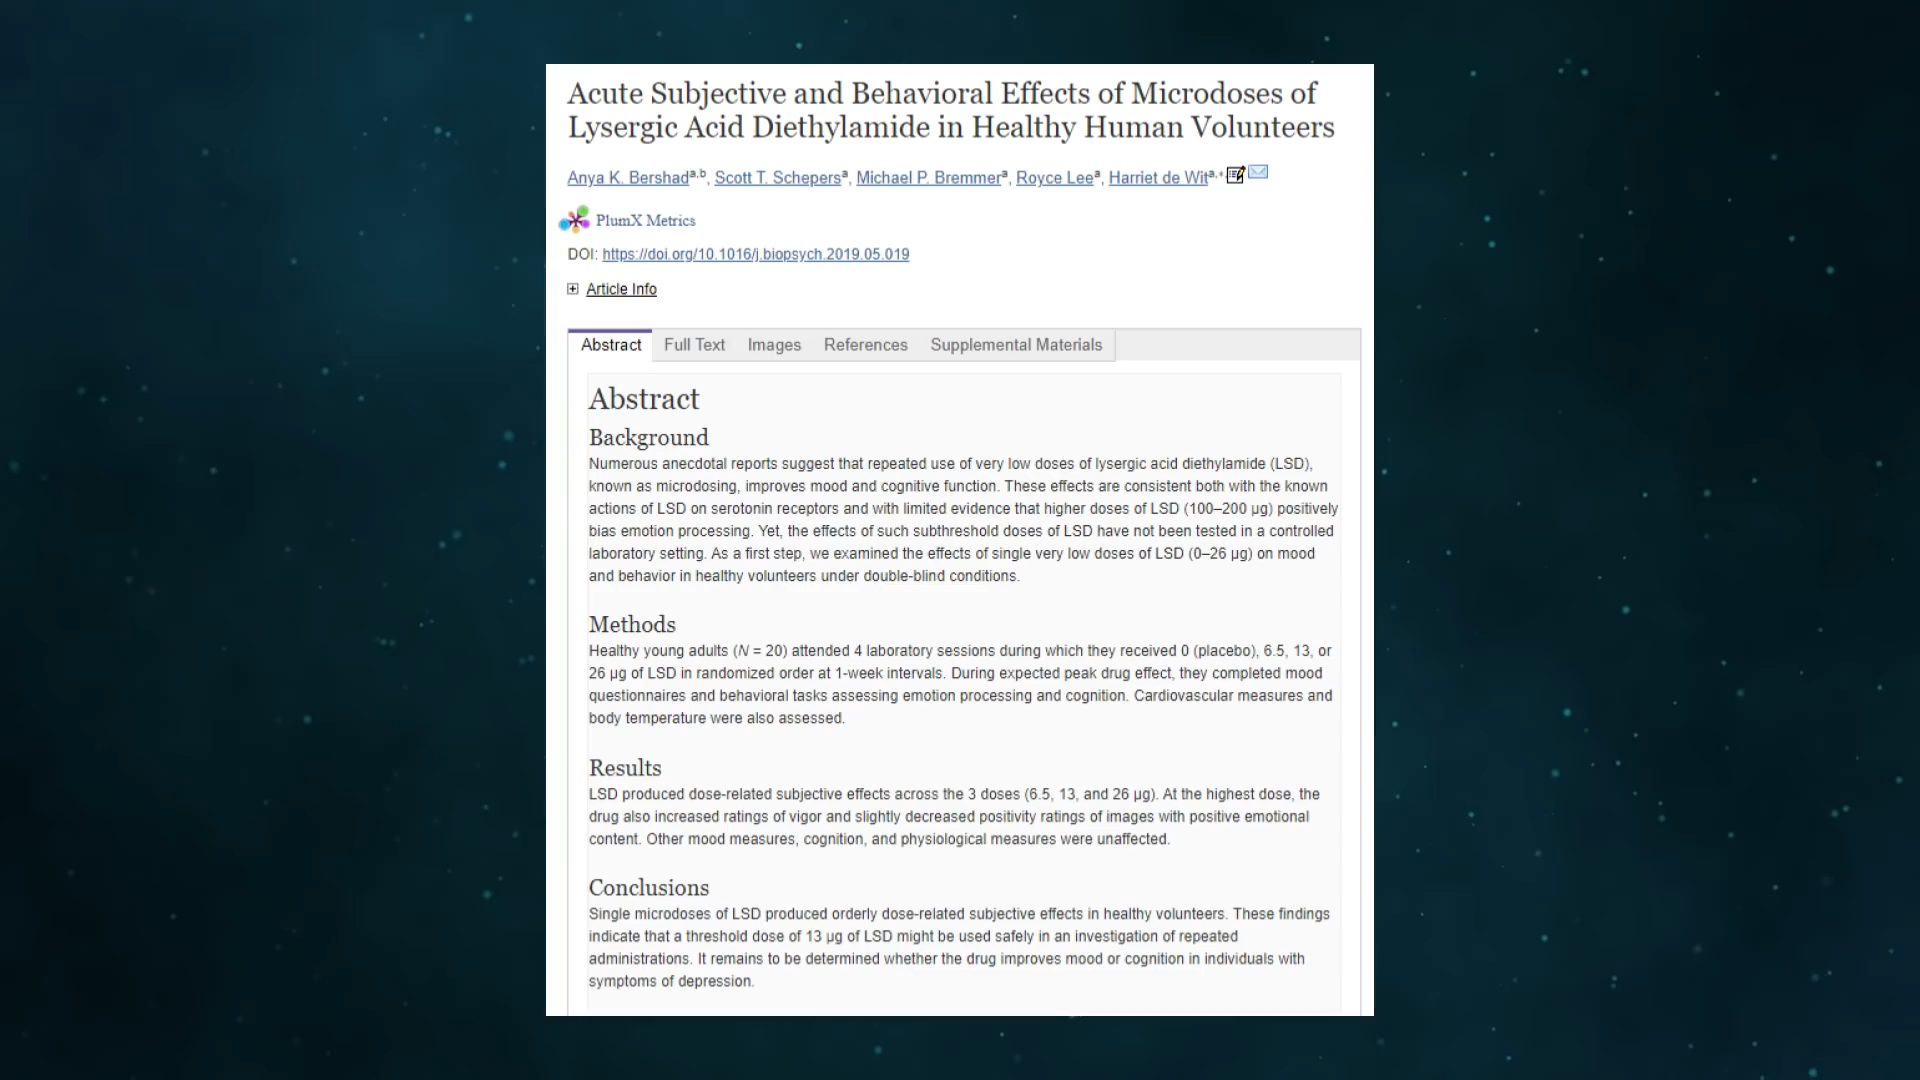 Acute Subjective and Behavioral Effects of Microdoses of
Lysergic Acid Diethylamide in Healthy Human Volunteers
Anya K. Bershad a,b, Scott T. Schepers a, Michael P. Bremmer a, Royce Lee a, Harriet de Wit a,*
PlumX Metrics
DOI: https://doi.org/10.1016/j.biopsych.2019.05.019
Article Info
Abstract Full Text Images References Supplemental Materials
Abstract
Background
Numerous anecdotal reports suggest that repeated use of very low doses of lysergic acid diethylamide (LSD),
known as microdosing, improves mood and cognitive function. These effects are consistent both with the known
actions of LSD on serotonin receptors and with limited evidence that higher doses of LSD (100–200 μg) positively
bias emotion processing. Yet, the effects of such subthreshold doses of LSD have not been tested in a controlled
laboratory setting. As a first step, we examined the effects of single very low doses of LSD (0–26 μg) on mood
and behavior in healthy volunteers under double-blind conditions.
Methods
Healthy young adults (N = 20) attended 4 laboratory sessions during which they received 0 (placebo), 6.5, 13, or
26 μg of LSD in randomized order at 1-week intervals. During expected peak drug effect, they completed mood
questionnaires and behavioral tasks assessing emotion processing and cognition. Cardiovascular measures and
body temperature were also assessed.
Results
LSD produced dose-related subjective effects across the 3 doses (6.5, 13, and 26 μg). At the highest dose, the
drug also increased ratings of vigor and slightly decreased positivity ratings of images with positive emotional
content. Other mood measures, cognition, and physiological measures were unaffected.
Conclusions
Single microdoses of LSD produced orderly dose-related subjective effects in healthy volunteers. These findings
indicate that a threshold dose of 13 μg of LSD might be used safely in an investigation of repeated
administrations. It remains to be determined whether the drug improves mood or cognition in individuals with
symptoms of depression.